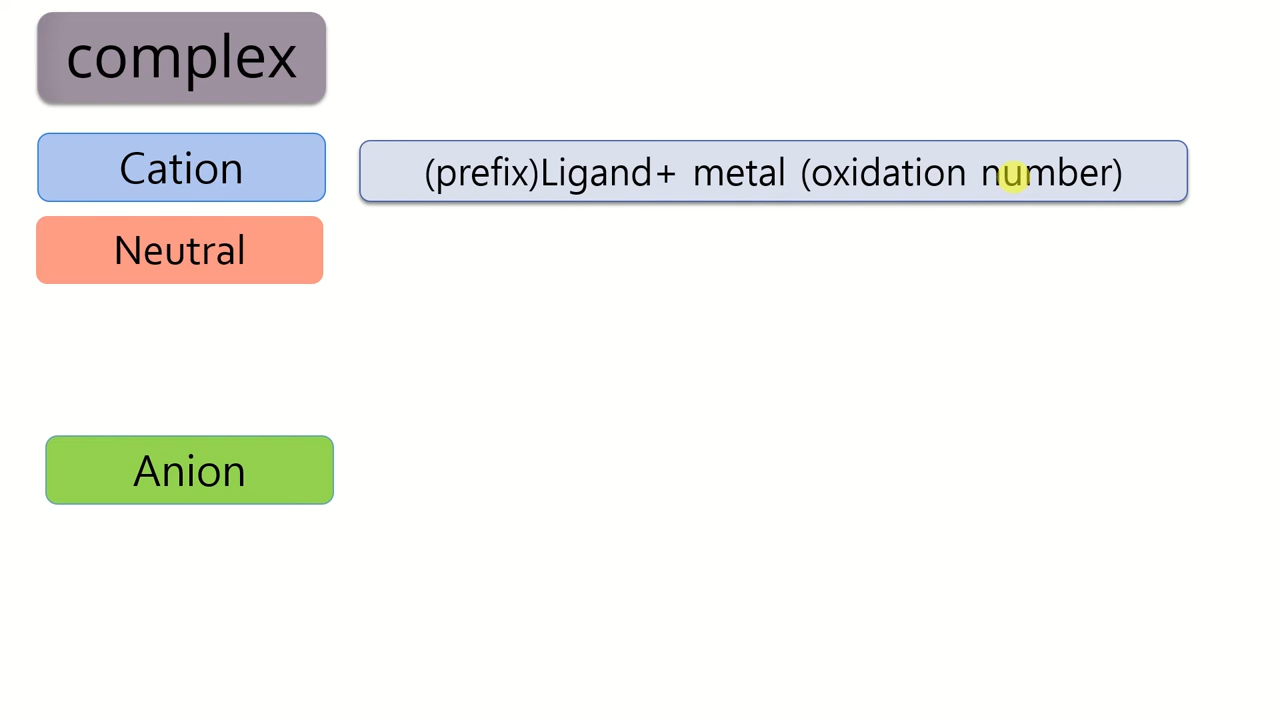 complex
Cation
(prefix)Ligand+ metal (oxidation number)
Neutral
Anion